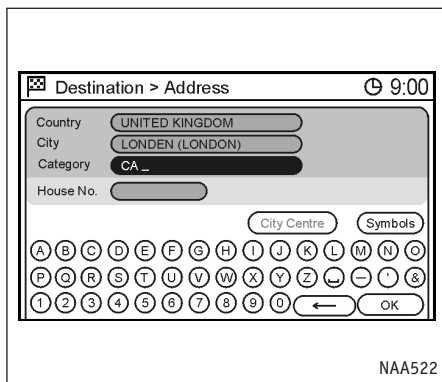 Destination > Address 9:00
Country UNITED KINGDOM
City LONDEN (LONDON)
Category CA _
House No.
City Centre Symbols
A B C D E F G H I J K L M N O
P Q R S T U V W X Y Z ␣ – ' &
1 2 3 4 5 6 7 8 9 0 ← OK
NAA522